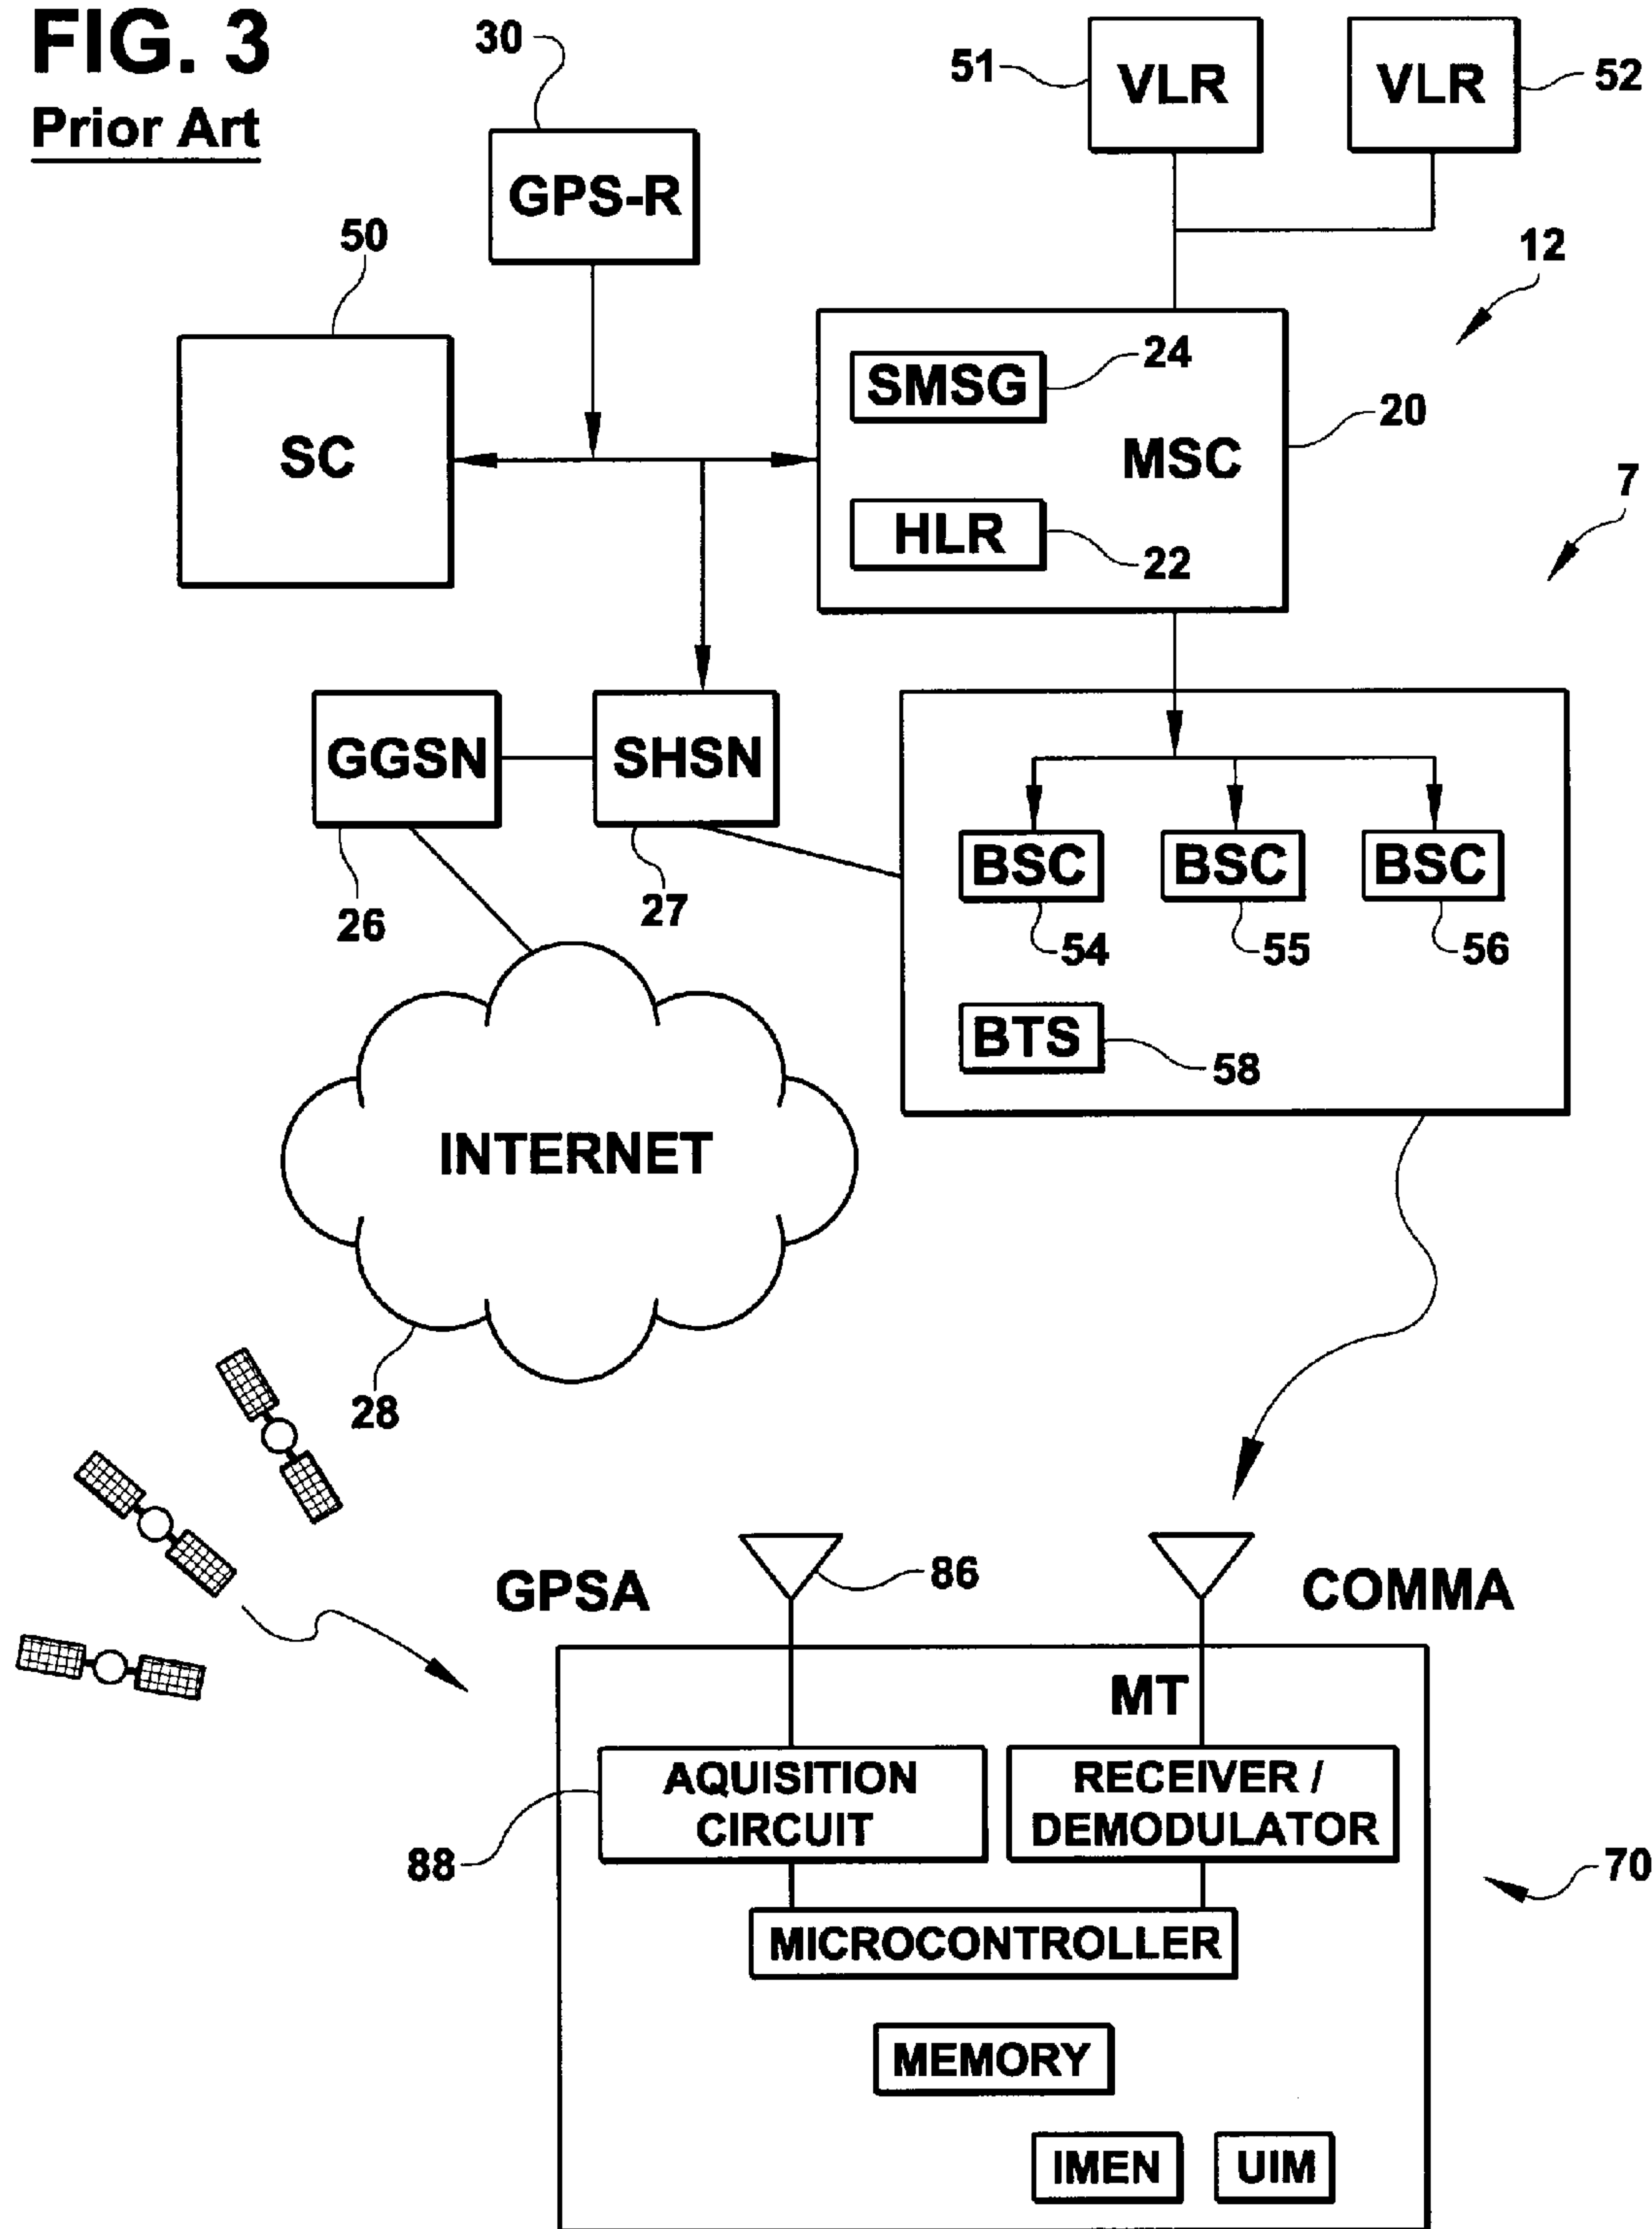 FIG. 3
Prior Art
30
GPS-R
51
VLR
VLR
52
50
SC
12
SMSG
24
MSC
20
HLR
22
7
GGSN
26
SHSN
27
BSC
54
BSC
55
BSC
56
BTS
58
INTERNET
28
GPSA
86
COMMA
MT
AQUISITION
CIRCUIT
88
RECEIVER /
DEMODULATOR
70
MICROCONTROLLER
MEMORY
IMEN
UIM